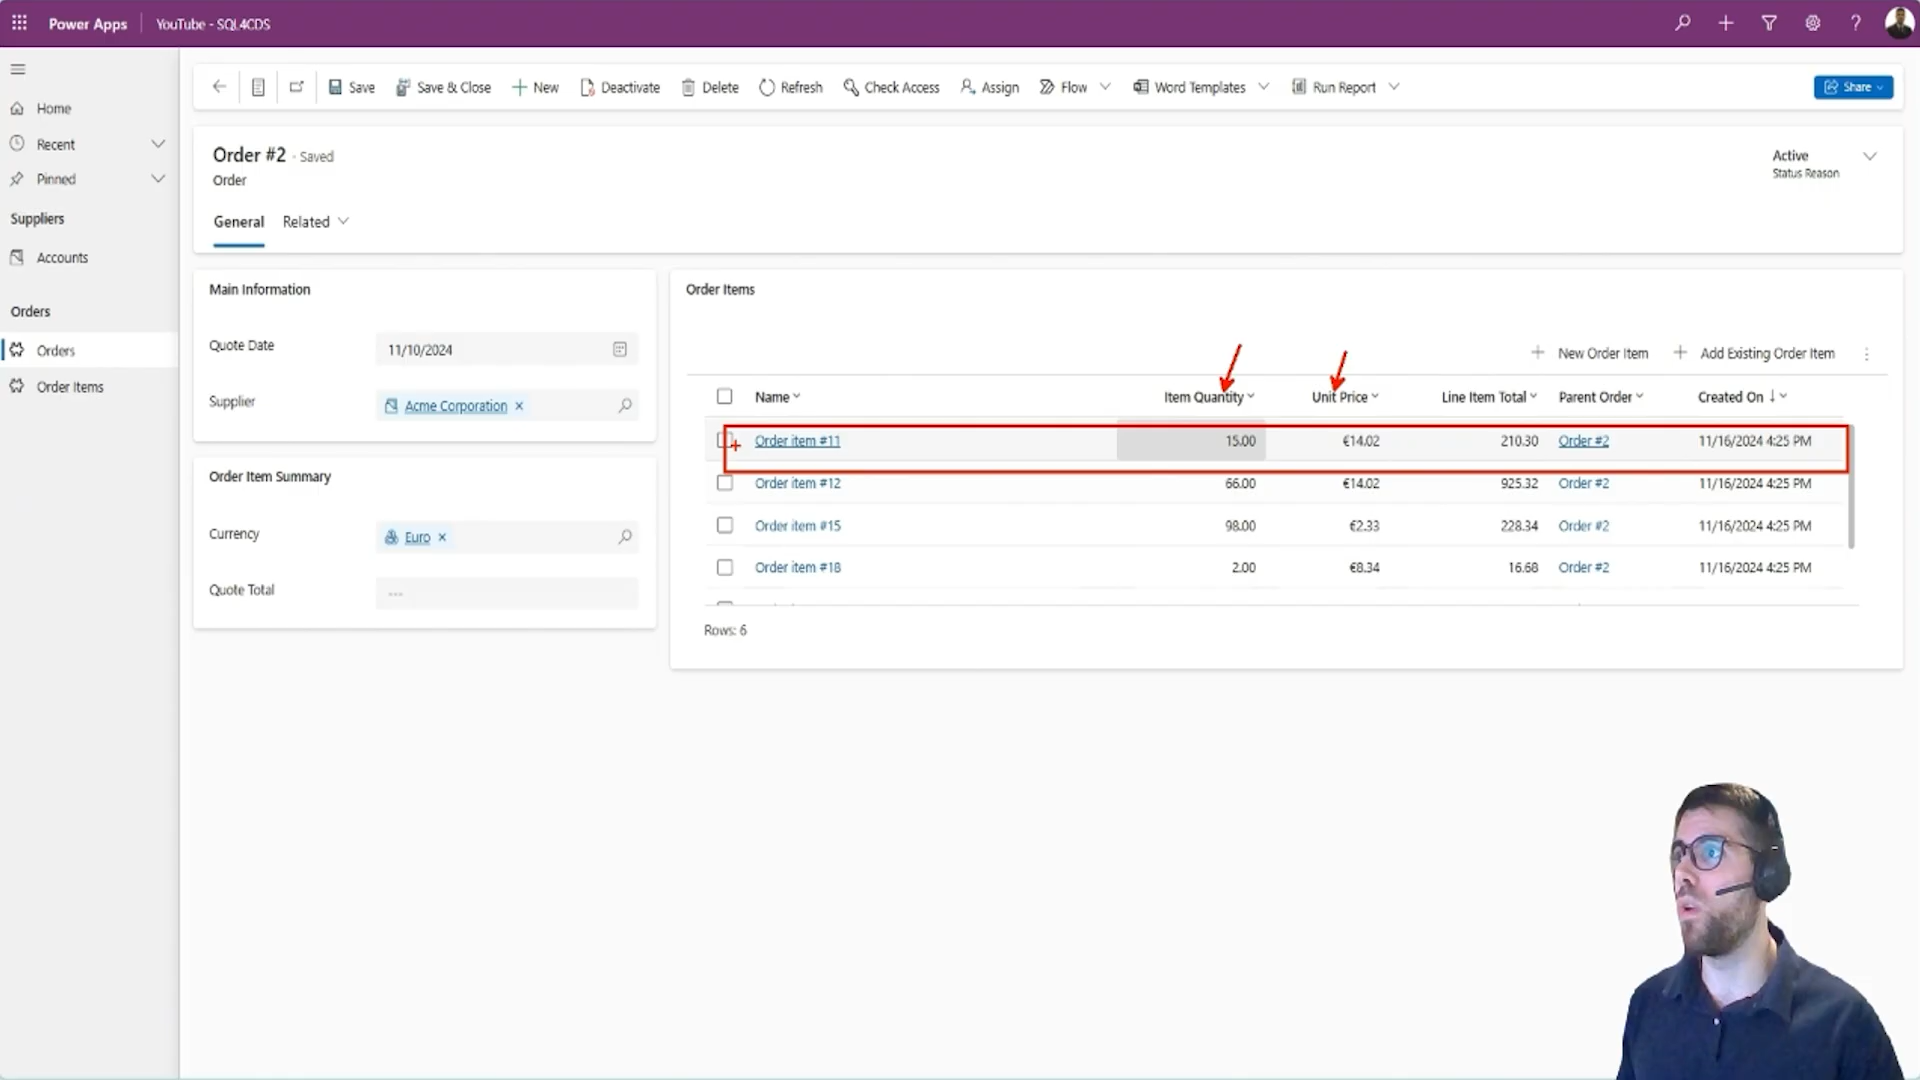 Power Apps YouTube - SQL4CDS
Save Save & Close New Deactivate Delete Refresh Check Access Assign Flow Word Templates Run Report Share
Home
Recent
Pinned
Suppliers
Accounts
Orders
Orders
Order Items
Order #2 - Saved
Order
Active
Status Reason
General Related
Main Information
Quote Date 11/10/2024
Supplier Acme Corporation
Order Item Summary
Currency Euro
Quote Total ---
Order Items
New Order Item Add Existing Order Item
Name Item Quantity Unit Price Line Item Total Parent Order Created On
Order item #11 15.00 €14.02 210.30 Order #2 11/16/2024 4:25 PM
Order item #12 66.00 €14.02 925.32 Order #2 11/16/2024 4:25 PM
Order item #15 98.00 €2.33 228.34 Order #2 11/16/2024 4:25 PM
Order item #18 2.00 €8.34 16.68 Order #2 11/16/2024 4:25 PM
Rows: 6